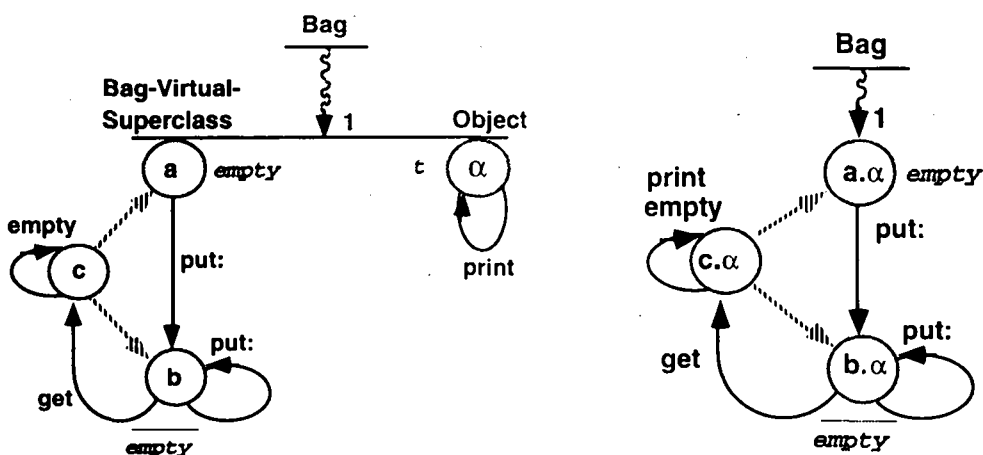 Bag
Bag-Virtual-
Superclass
1
Object
a
empty
t
α
empty
print
c
put:
put:
b
get
empty
Bag
1
print
empty
a.α
empty
put:
c.α
put:
get
b.α
empty